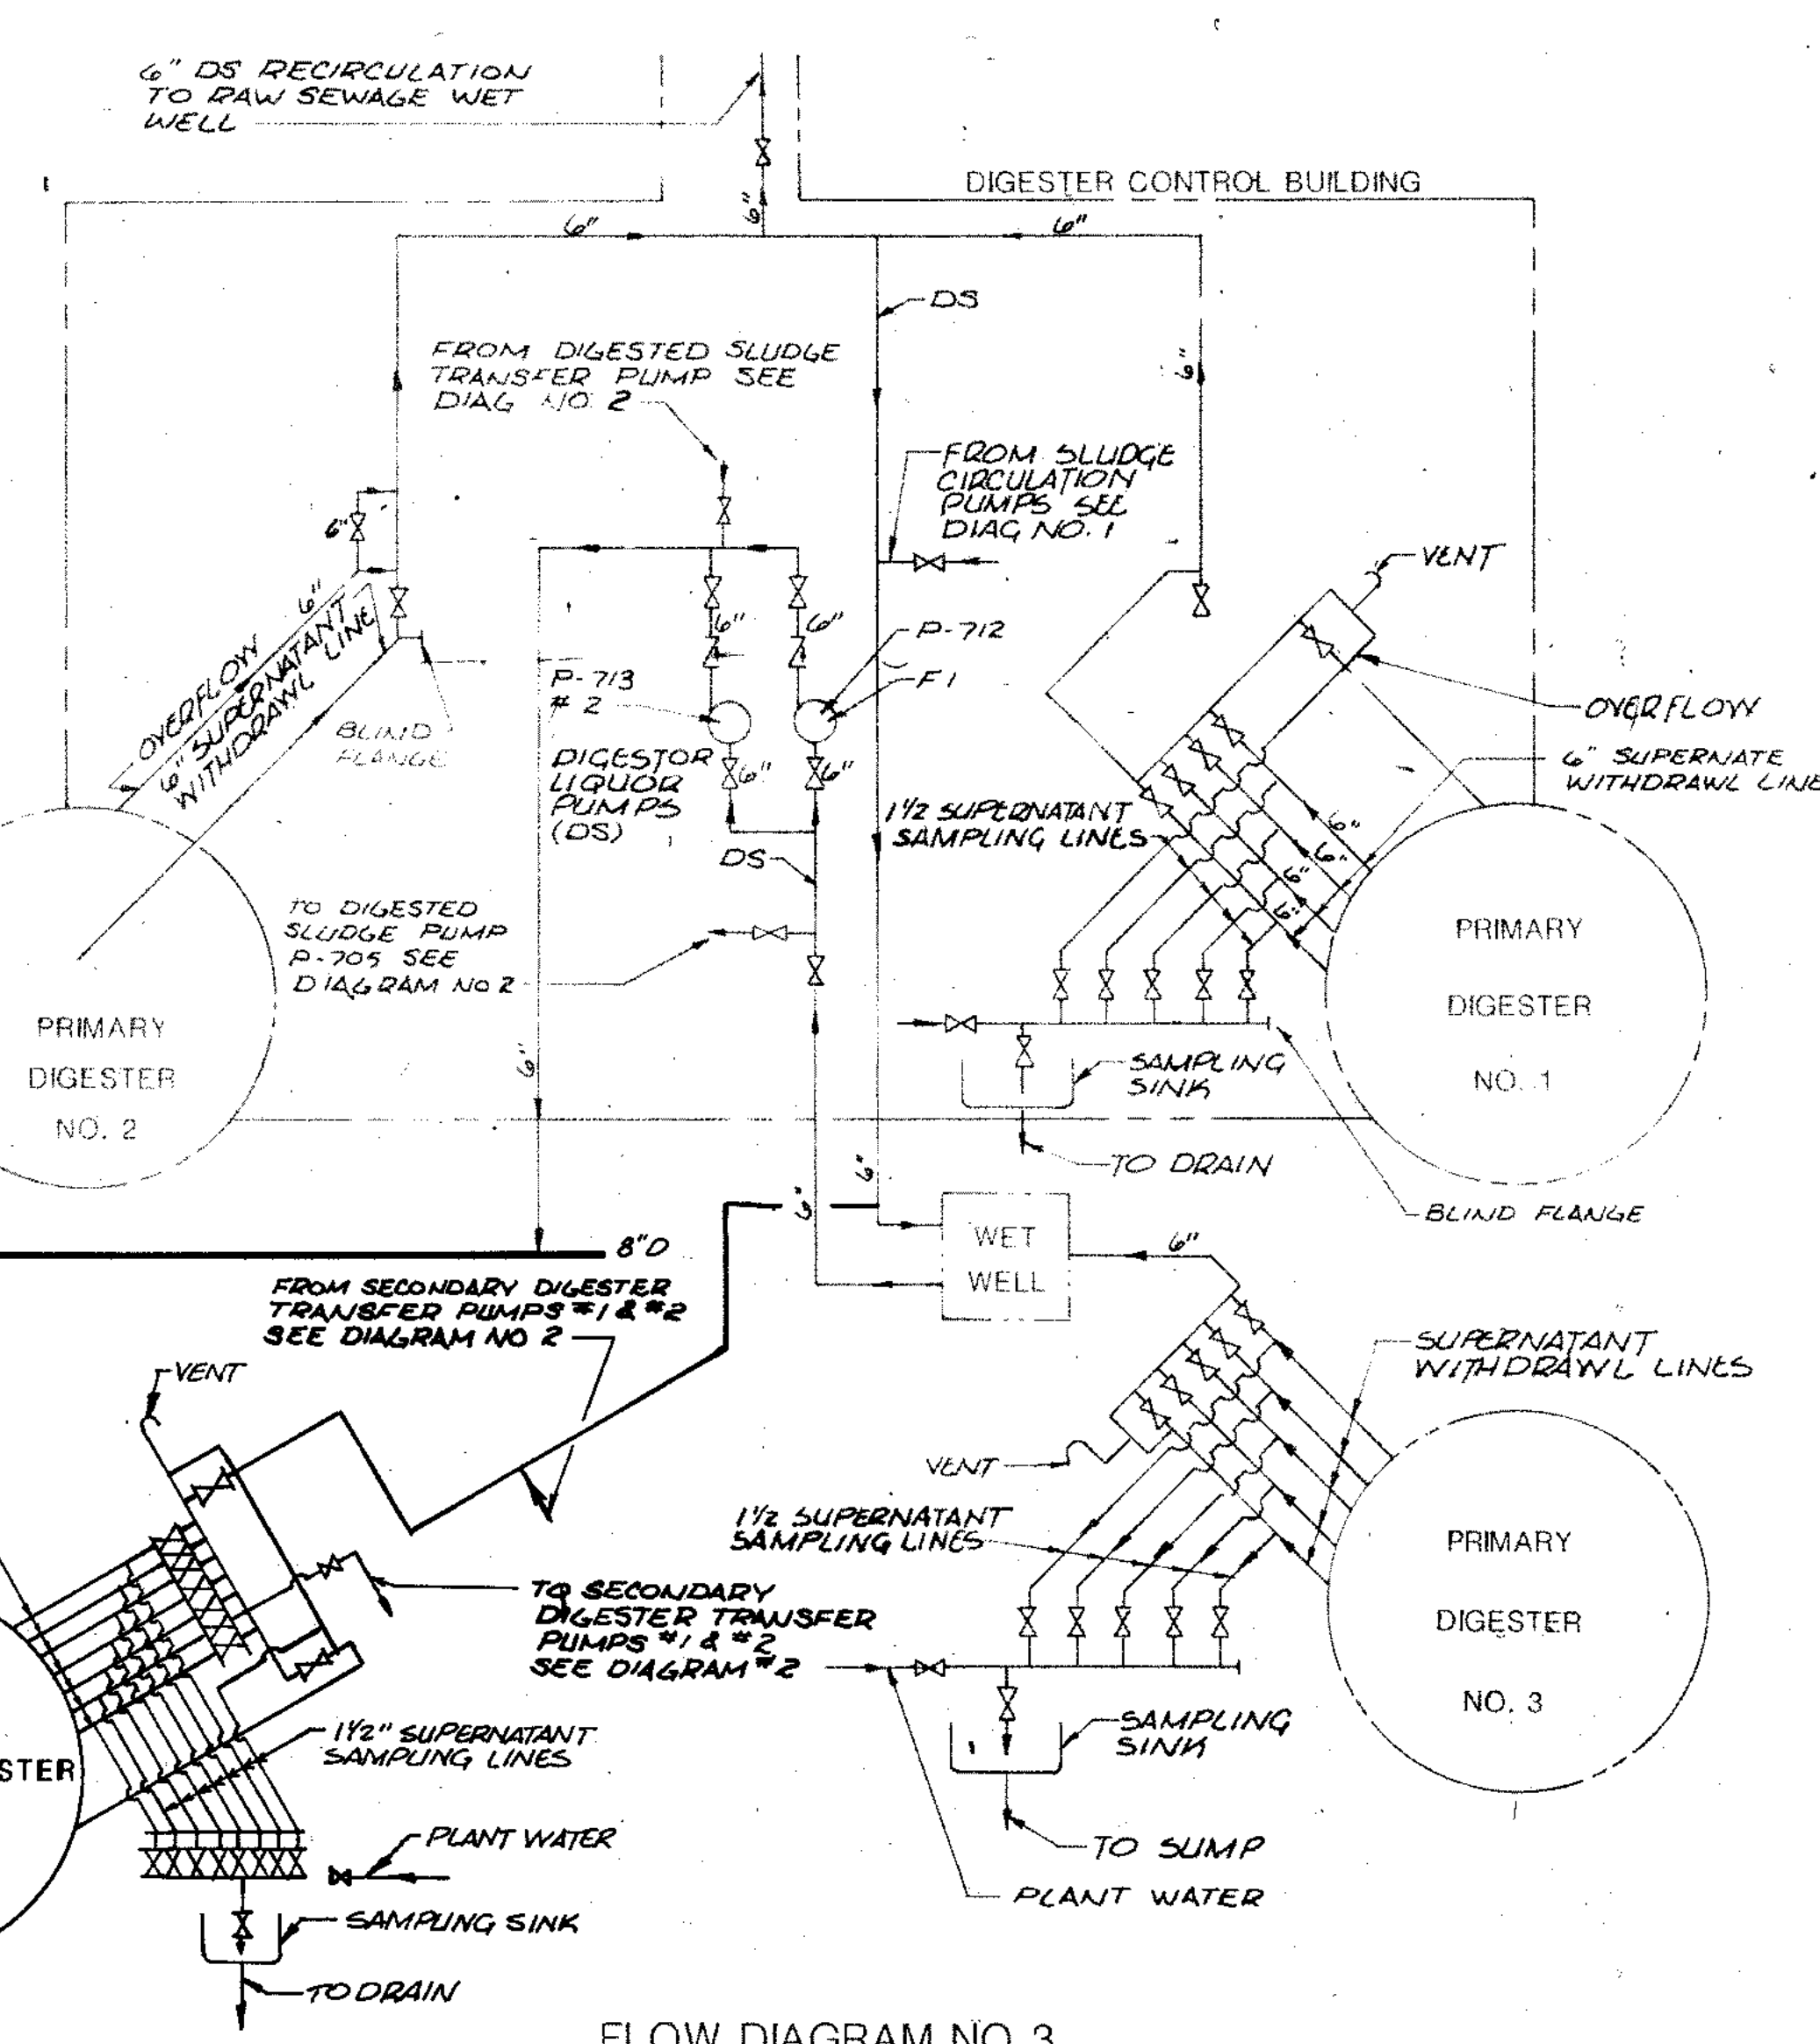 6" DS RECIRCULATION
TO RAW SEWAGE WET
WELL
DIGESTER CONTROL BUILDING
6"
6"
6"
DS
FROM DIGESTED SLUDGE
TRANSFER PUMP SEE
DIAG NO. 2
6"
FROM SLUDGE
CIRCULATION
PUMPS SEE
DIAG NO. 1
6"
VENT
6"
OVERFLOW
6" SUPERNATANT
WITHDRAWL LINE
6"
6"
P-712
F1
P-713
# 2
BLIND
FLANGE
OVERFLOW
6" SUPERNATE
WITHDRAWL LINE
DIGESTOR
LIQUOR
PUMPS
(DS)
6"
6"
1 1/2 SUPERNATANT
SAMPLING LINES
6"
6"
6"
6"
DS
TO DIGESTED
SLUDGE PUMP
P-705 SEE
DIAGRAM NO 2
PRIMARY
DIGESTER
NO. 1
PRIMARY
DIGESTER
NO. 2
6"
SAMPLING
SINK
TO DRAIN
6"
6"
BLIND FLANGE
WET
WELL
6"
8"D
FROM SECONDARY DIGESTER
TRANSFER PUMPS #1 & #2
SEE DIAGRAM NO 2
VENT
SUPERNATANT
WITHDRAWL LINES
VENT
1 1/2 SUPERNATANT
SAMPLING LINES
PRIMARY
DIGESTER
NO. 3
TO SECONDARY
DIGESTER TRANSFER
PUMPS #1 & #2
SEE DIAGRAM #2
1 1/2" SUPERNATANT
SAMPLING LINES
SAMPLING
SINK
STER
PLANT WATER
TO SUMP
PLANT WATER
SAMPLING SINK
TO DRAIN
FLOW DIAGRAM NO. 3